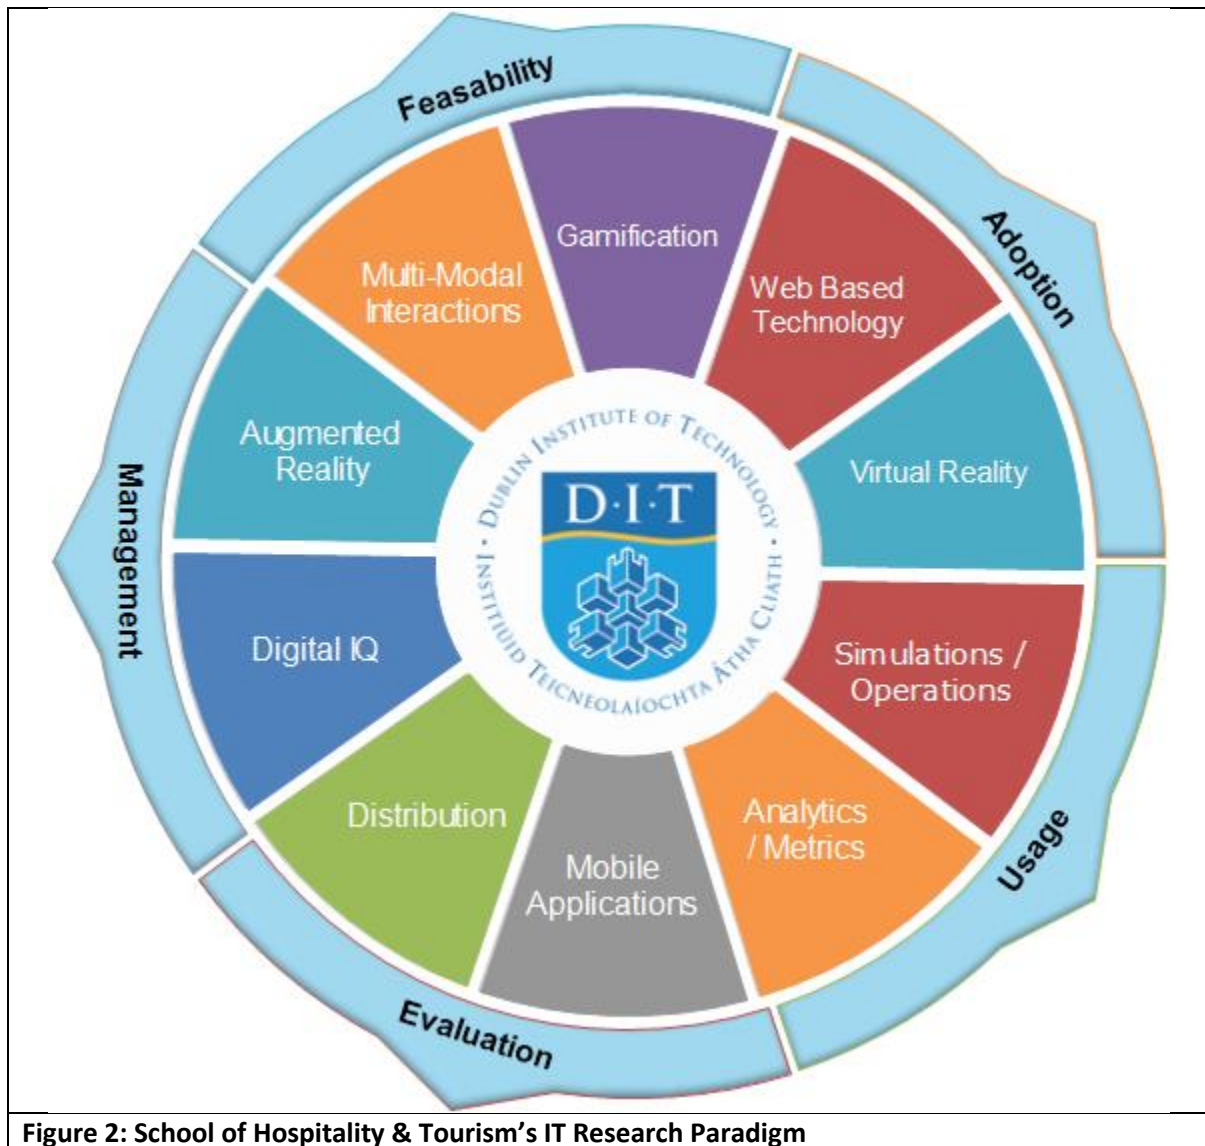 Feasability
Adoption
Usage
Evaluation
Management
Gamification
Web Based
Technology
Virtual Reality
Simulations /
Operations
Analytics
/ Metrics
Mobile
Applications
Distribution
Digital IQ
Augmented
Reality
Multi-Modal
Interactions
DUBLIN INSTITUTE OF TECHNOLOGY
INSTITIÚID TEICNEOLAÍOCHTA ÁTHA CLIATH
D·I·T
Figure 2: School of Hospitality & Tourism's IT Research Paradigm